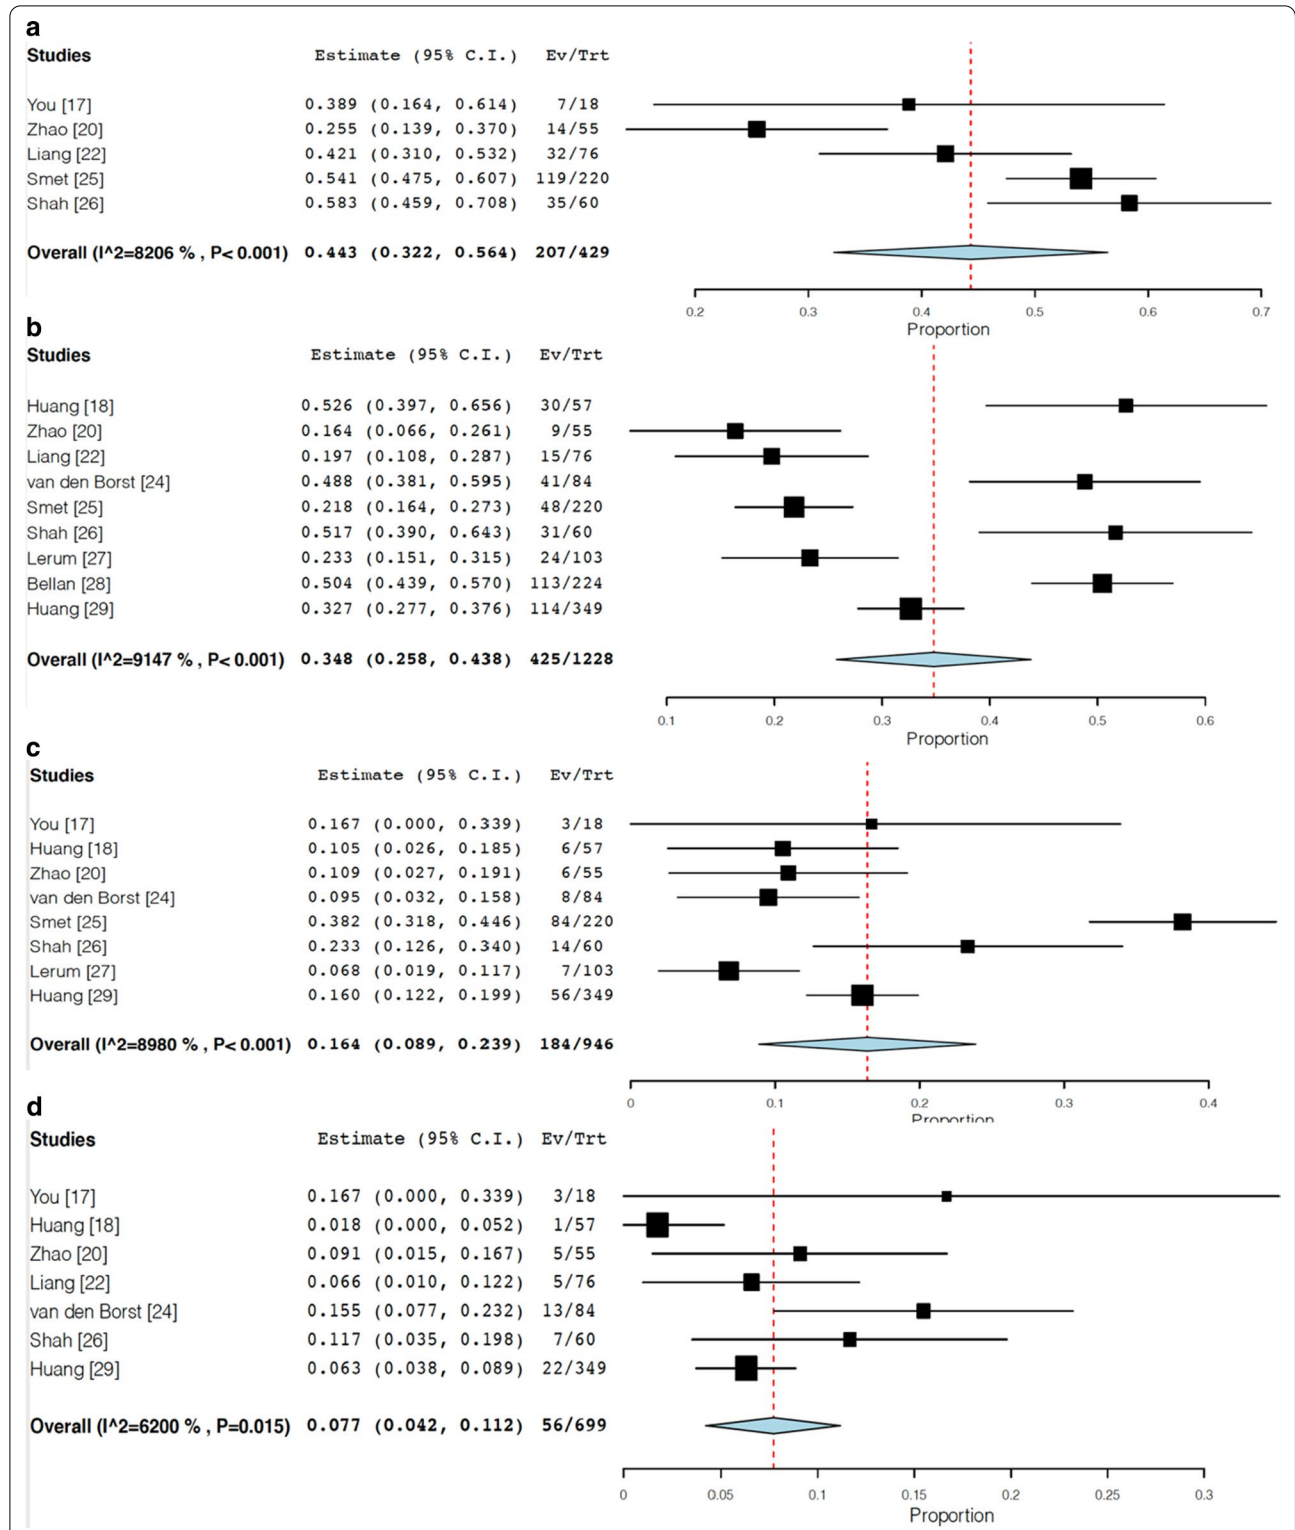 a
Studies Estimate (95% C.I.) Ev/Trt
You [17] 0.389 (0.164, 0.614) 7/18
Zhao [20] 0.255 (0.139, 0.370) 14/55
Liang [22] 0.421 (0.310, 0.532) 32/76
Smet [25] 0.541 (0.475, 0.607) 119/220
Shah [26] 0.583 (0.459, 0.708) 35/60
Overall (I^2=8206 % , P< 0.001) 0.443 (0.322, 0.564) 207/429
0.2 0.3 0.4 0.5 0.6 0.7
Proportion
b
Studies Estimate (95% C.I.) Ev/Trt
Huang [18] 0.526 (0.397, 0.656) 30/57
Zhao [20] 0.164 (0.066, 0.261) 9/55
Liang [22] 0.197 (0.108, 0.287) 15/76
van den Borst [24] 0.488 (0.381, 0.595) 41/84
Smet [25] 0.218 (0.164, 0.273) 48/220
Shah [26] 0.517 (0.390, 0.643) 31/60
Lerum [27] 0.233 (0.151, 0.315) 24/103
Bellan [28] 0.504 (0.439, 0.570) 113/224
Huang [29] 0.327 (0.277, 0.376) 114/349
Overall (I^2=9147 % , P< 0.001) 0.348 (0.258, 0.438) 425/1228
0.1 0.2 0.3 0.4 0.5 0.6
Proportion
c
Studies Estimate (95% C.I.) Ev/Trt
You [17] 0.167 (0.000, 0.339) 3/18
Huang [18] 0.105 (0.026, 0.185) 6/57
Zhao [20] 0.109 (0.027, 0.191) 6/55
van den Borst [24] 0.095 (0.032, 0.158) 8/84
Smet [25] 0.382 (0.318, 0.446) 84/220
Shah [26] 0.233 (0.126, 0.340) 14/60
Lerum [27] 0.068 (0.019, 0.117) 7/103
Huang [29] 0.160 (0.122, 0.199) 56/349
Overall (I^2=8980 % , P< 0.001) 0.164 (0.089, 0.239) 184/946
0 0.1 0.2 0.3 0.4
Proportion
d
Studies Estimate (95% C.I.) Ev/Trt
You [17] 0.167 (0.000, 0.339) 3/18
Huang [18] 0.018 (0.000, 0.052) 1/57
Zhao [20] 0.091 (0.015, 0.167) 5/55
Liang [22] 0.066 (0.010, 0.122) 5/76
van den Borst [24] 0.155 (0.077, 0.232) 13/84
Shah [26] 0.117 (0.035, 0.198) 7/60
Huang [29] 0.063 (0.038, 0.089) 22/349
Overall (I^2=6200 % , P=0.015) 0.077 (0.042, 0.112) 56/699
0 0.05 0.1 0.15 0.2 0.25 0.3
Proportion